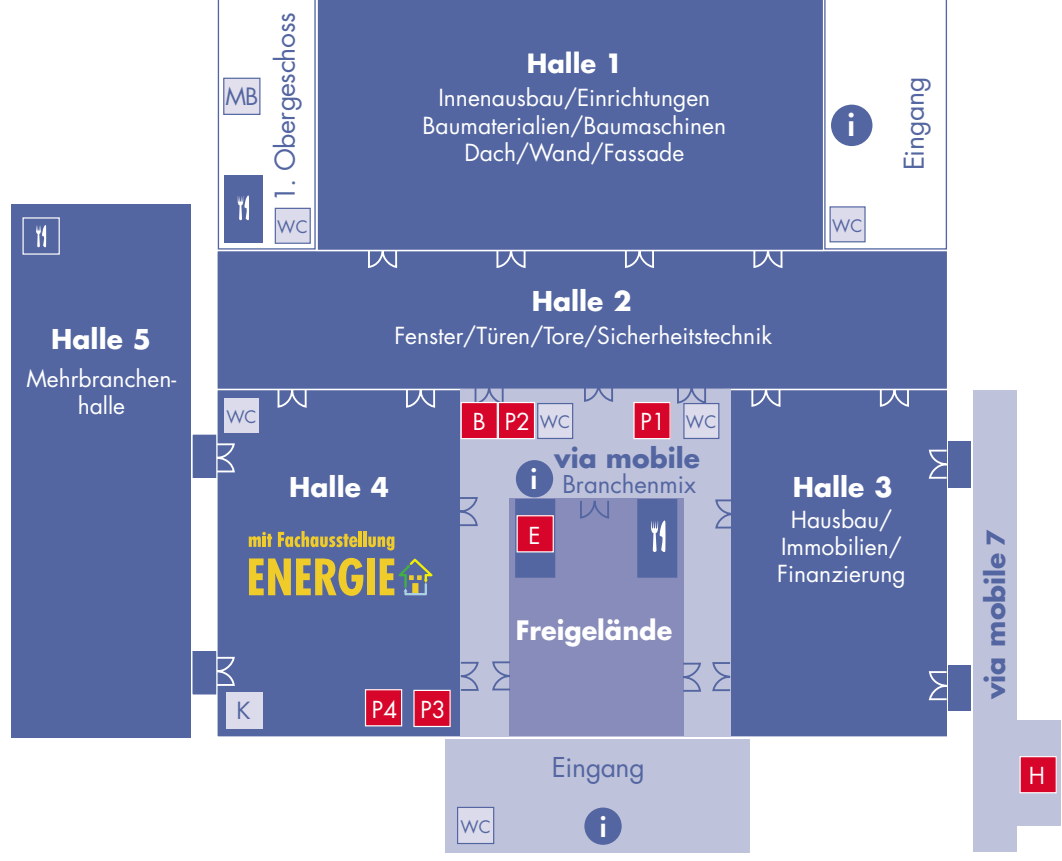 Halle 1
Innenausbau/Einrichtungen
Baumaterialien/Baumaschinen
Dach/Wand/Fassade
MB
1. Obergeschoss
WC
i
Eingang
WC
Halle 2
Fenster/Türen/Tore/Sicherheitstechnik
Halle 5
Mehrbranchen-
halle
WC
Halle 4
mit Fachausstellung
ENERGIE
K
P4
P3
B
P2
WC
P1
WC
via mobile
Branchenmix
i
E
Freigelände
Halle 3
Hausbau/
Immobilien/
Finanzierung
via mobile 7
H
Eingang
WC
i